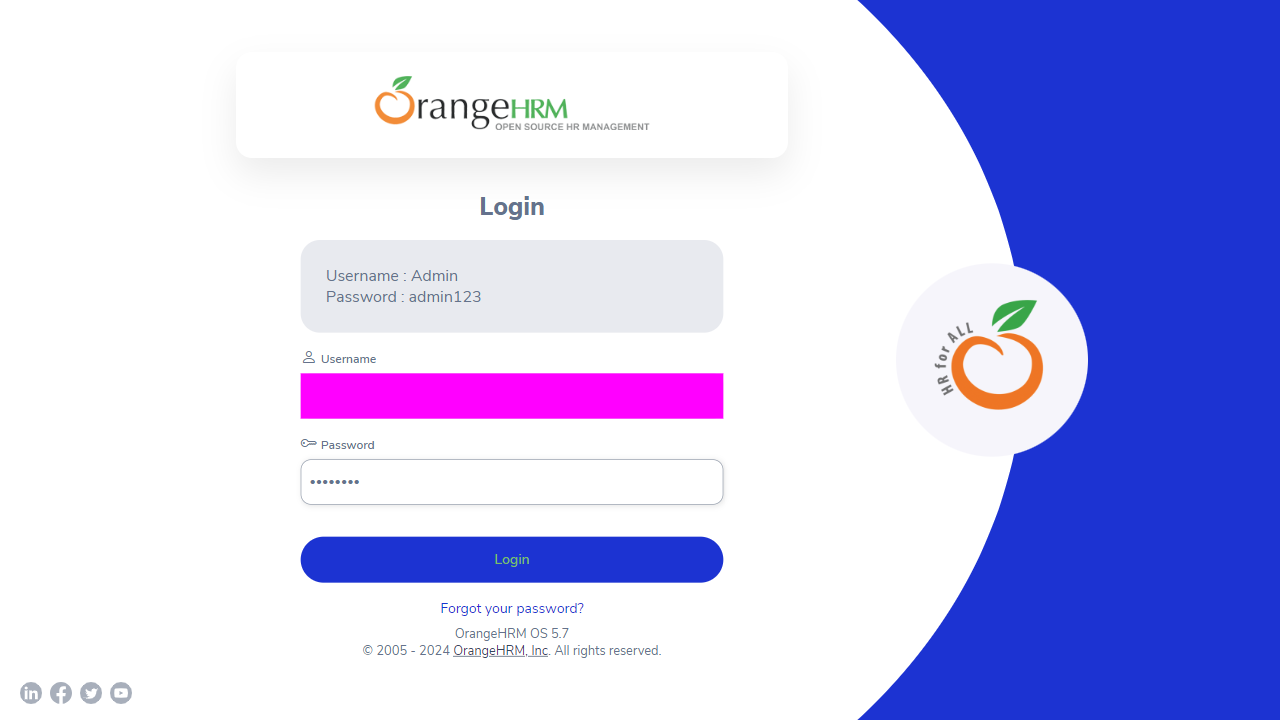 OrangeHRM
OPEN SOURCE HR MANAGEMENT
Login
Username : Admin
Password : admin123
Username
Password
••••••••
Login
Forgot your password?
OrangeHRM OS 5.7
© 2005 - 2024 OrangeHRM, Inc. All rights reserved.
HR for ALL